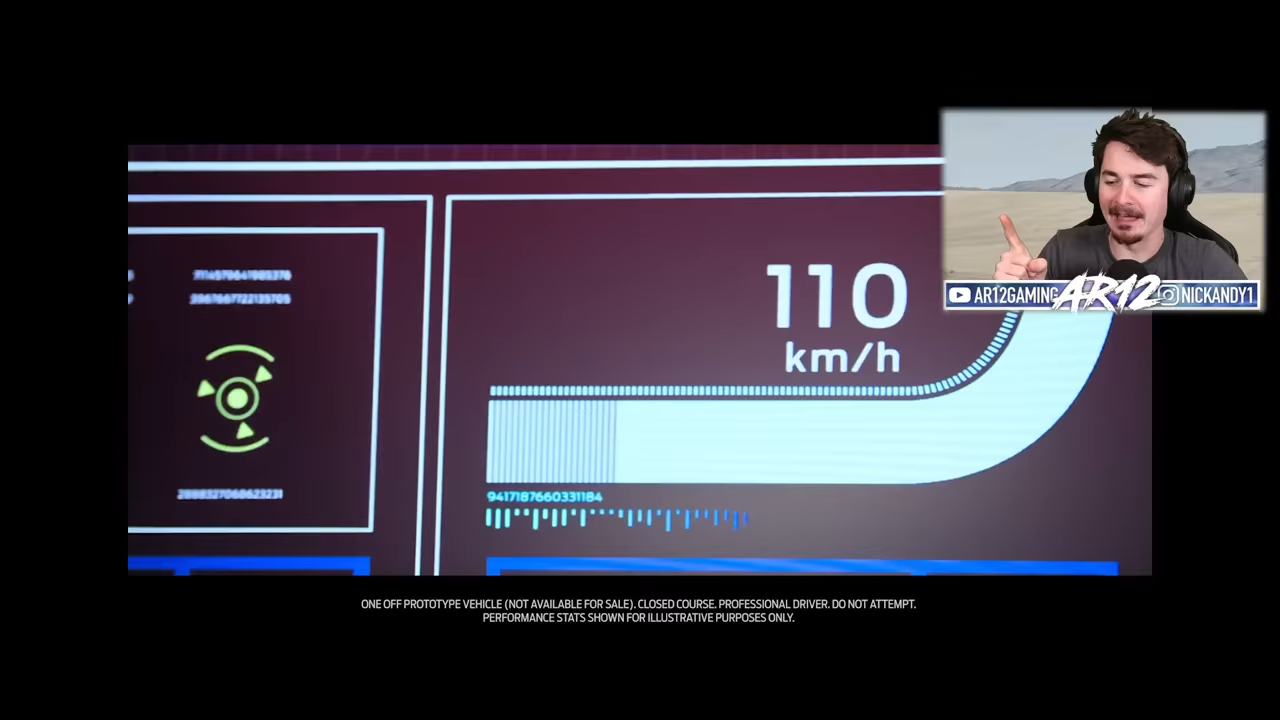 110
km/h
9417187660331184
AR12GAMING
AR12
NICKANDY1
ONE OFF PROTOTYPE VEHICLE (NOT AVAILABLE FOR SALE). CLOSED COURSE. PROFESSIONAL DRIVER. DO NOT ATTEMPT.
PERFORMANCE STATS SHOWN FOR ILLUSTRATIVE PURPOSES ONLY.